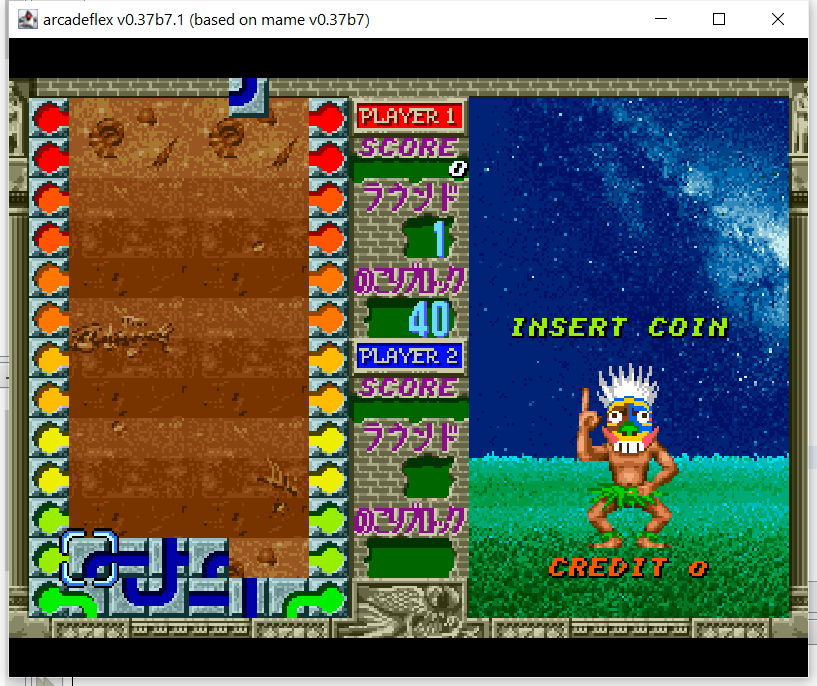 arcadeflex v0.37b7.1 (based on mame v0.37b7)
PLAYER 1
SCORE
0
ラウンド
1
のこりブロック
40
PLAYER 2
SCORE
ラウンド
のこりブロック
INSERT COIN
CREDIT 0